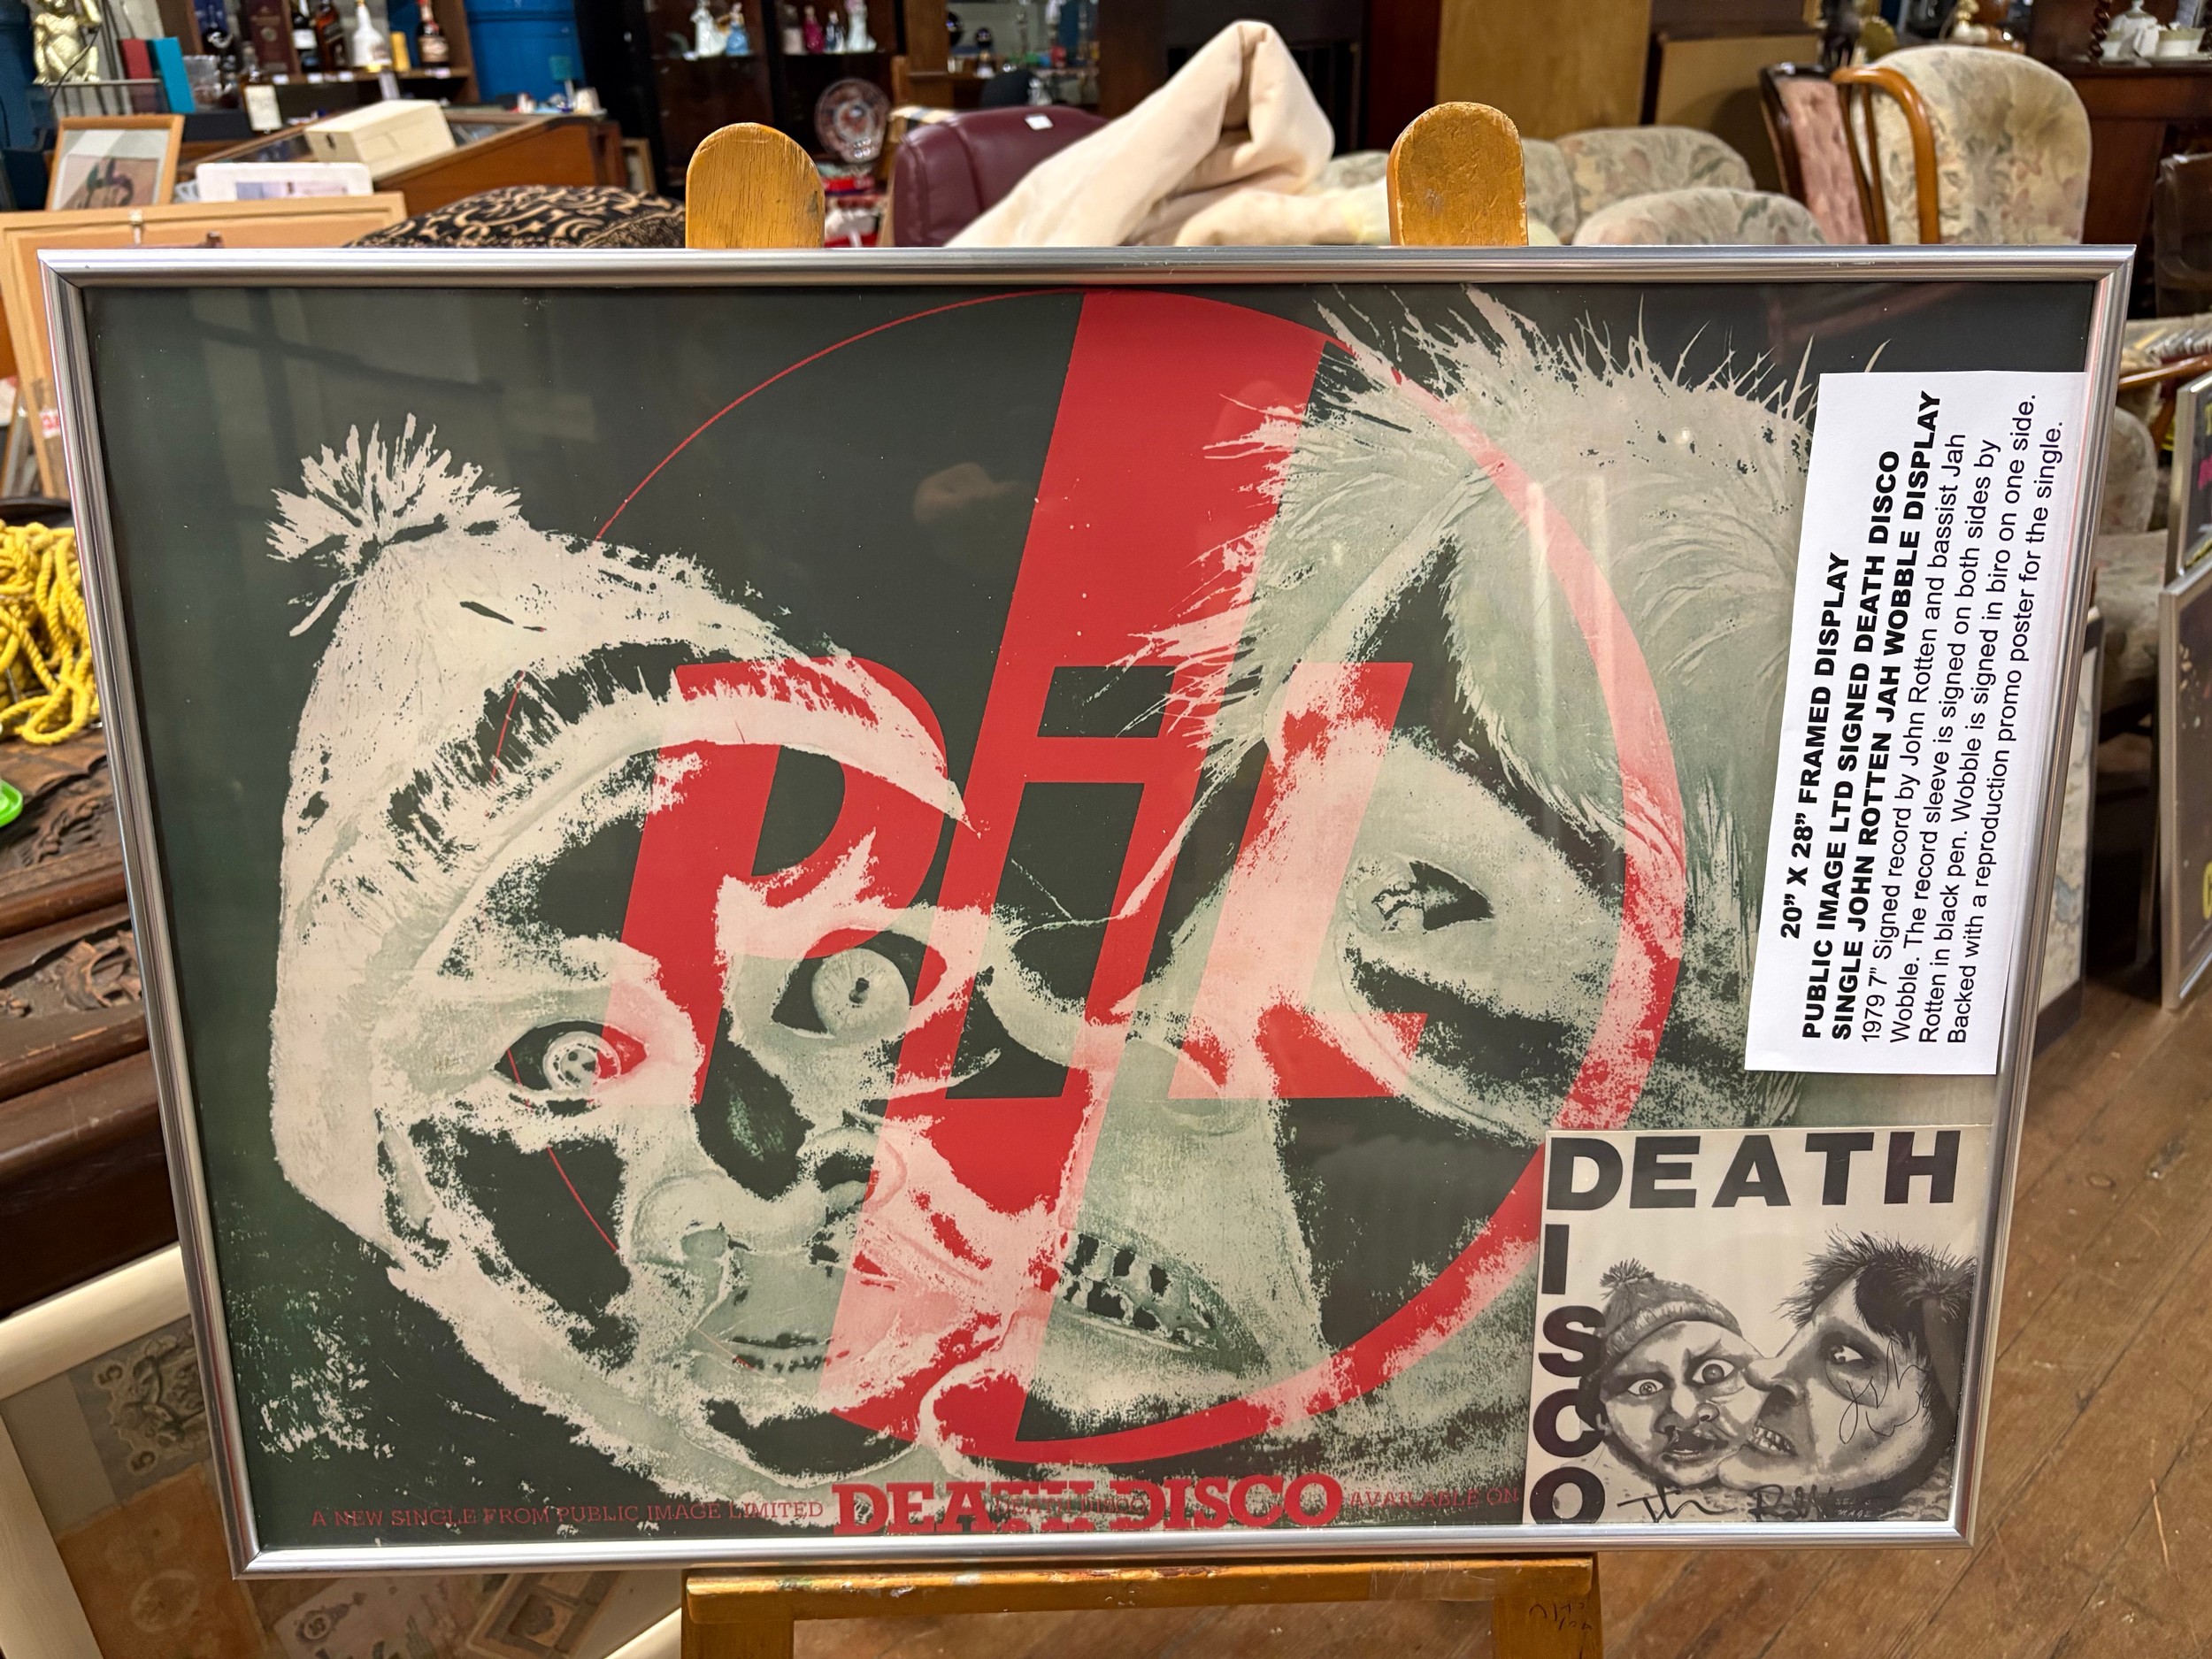 PiL
20” X 28” FRAMED DISPLAY
PUBLIC IMAGE LTD SIGNED DEATH DISCO
SINGLE JOHN ROTTEN JAH WOBBLE DISPLAY
1979 7” Signed record by John Rotten and bassist Jah
Wobble. The record sleeve is signed on both sides by
Rotten in black pen. Wobble is signed in biro on one side.
Backed with a reproduction promo poster for the single.
DEATH
DISCO
A NEW SINGLE FROM PUBLIC IMAGE LIMITED DEATH DISCO AVAILABLE ON